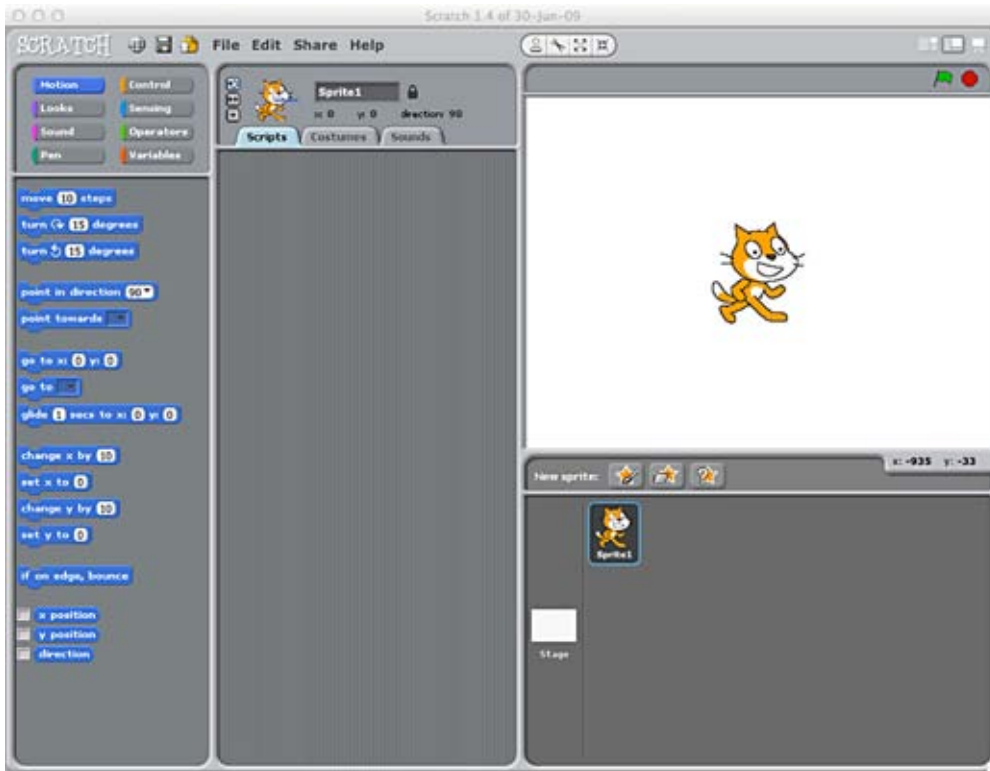 Scratch 1.4 of 30-Jun-09
SCRATCH File Edit Share Help
Motion Control
Looks Sensing
Sound Operators
Pen Variables
Sprite1
x: 0 y: 0 direction: 90
Scripts Costumes Sounds
move 10 steps
turn 15 degrees
turn 15 degrees
point in direction 90
point towards
go to x: 0 y: 0
go to
glide 1 secs to x: 0 y: 0
change x by 10
set x to 0
change y by 10
set y to 0
if on edge, bounce
x position
y position
direction
x: -935 y: -33
New sprite:
Sprite1
Stage